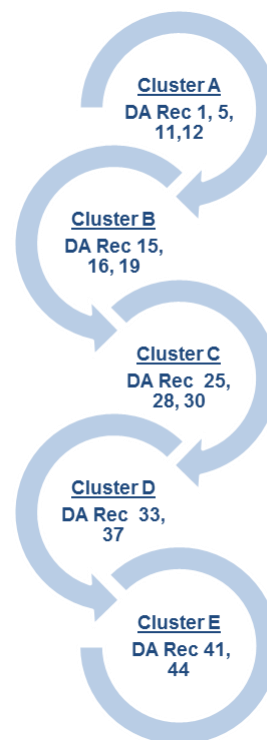 Cluster A
DA Rec 1, 5,
11,12
Cluster B
DA Rec 15,
16, 19
Cluster C
DA Rec 25,
28, 30
Cluster D
DA Rec 33,
37
Cluster E
DA Rec 41,
44